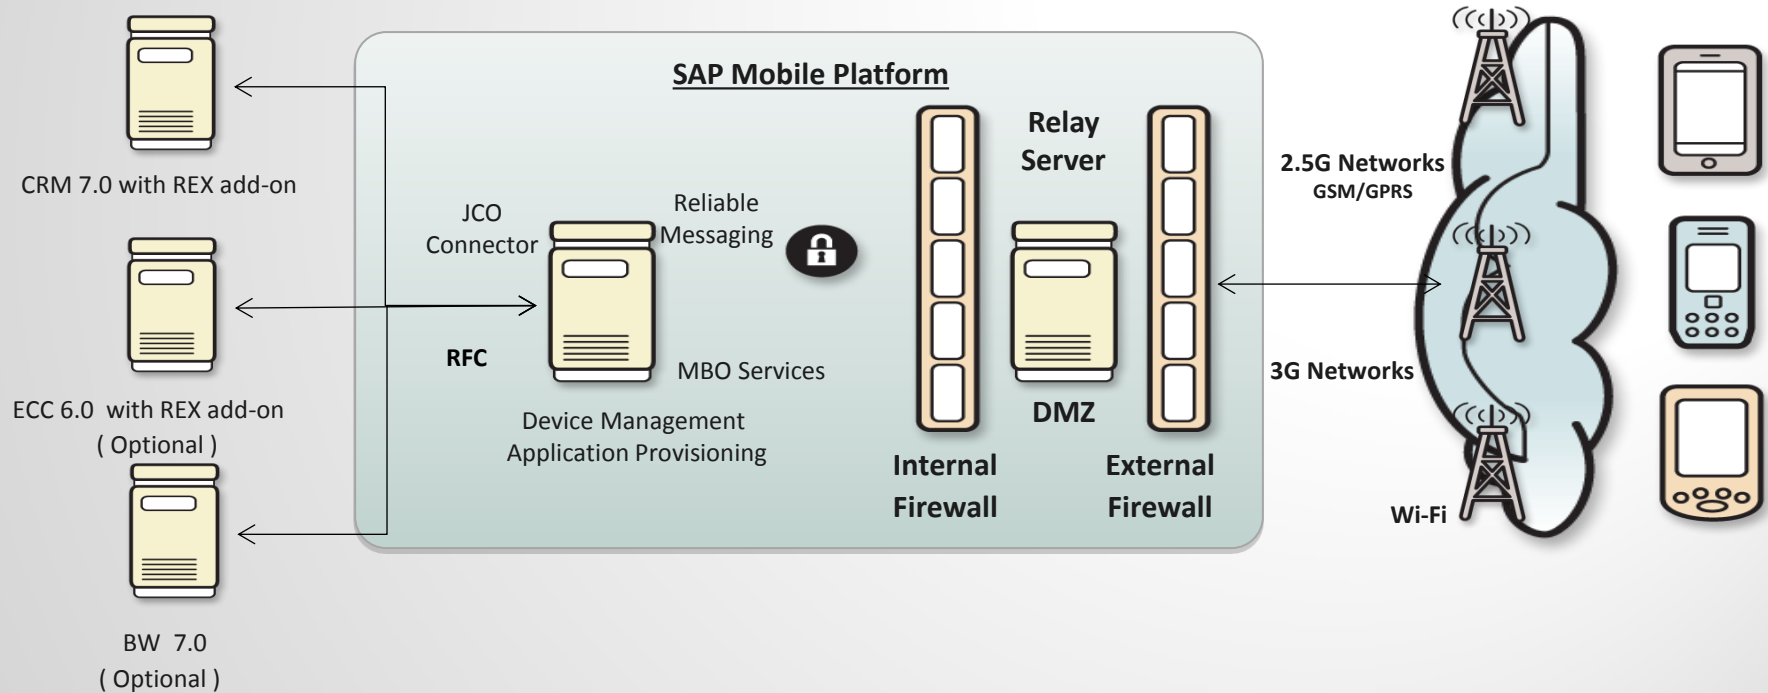 SAP Mobile Platform
CRM 7.0 with REX add-on
ECC 6.0 with REX add-on
( Optional )
BW 7.0
( Optional )
JCO
Connector
RFC
Reliable
Messaging
MBO Services
Device Management
Application Provisioning
Internal
Firewall
Relay
Server
DMZ
External
Firewall
2.5G Networks
GSM/GPRS
3G Networks
Wi-Fi